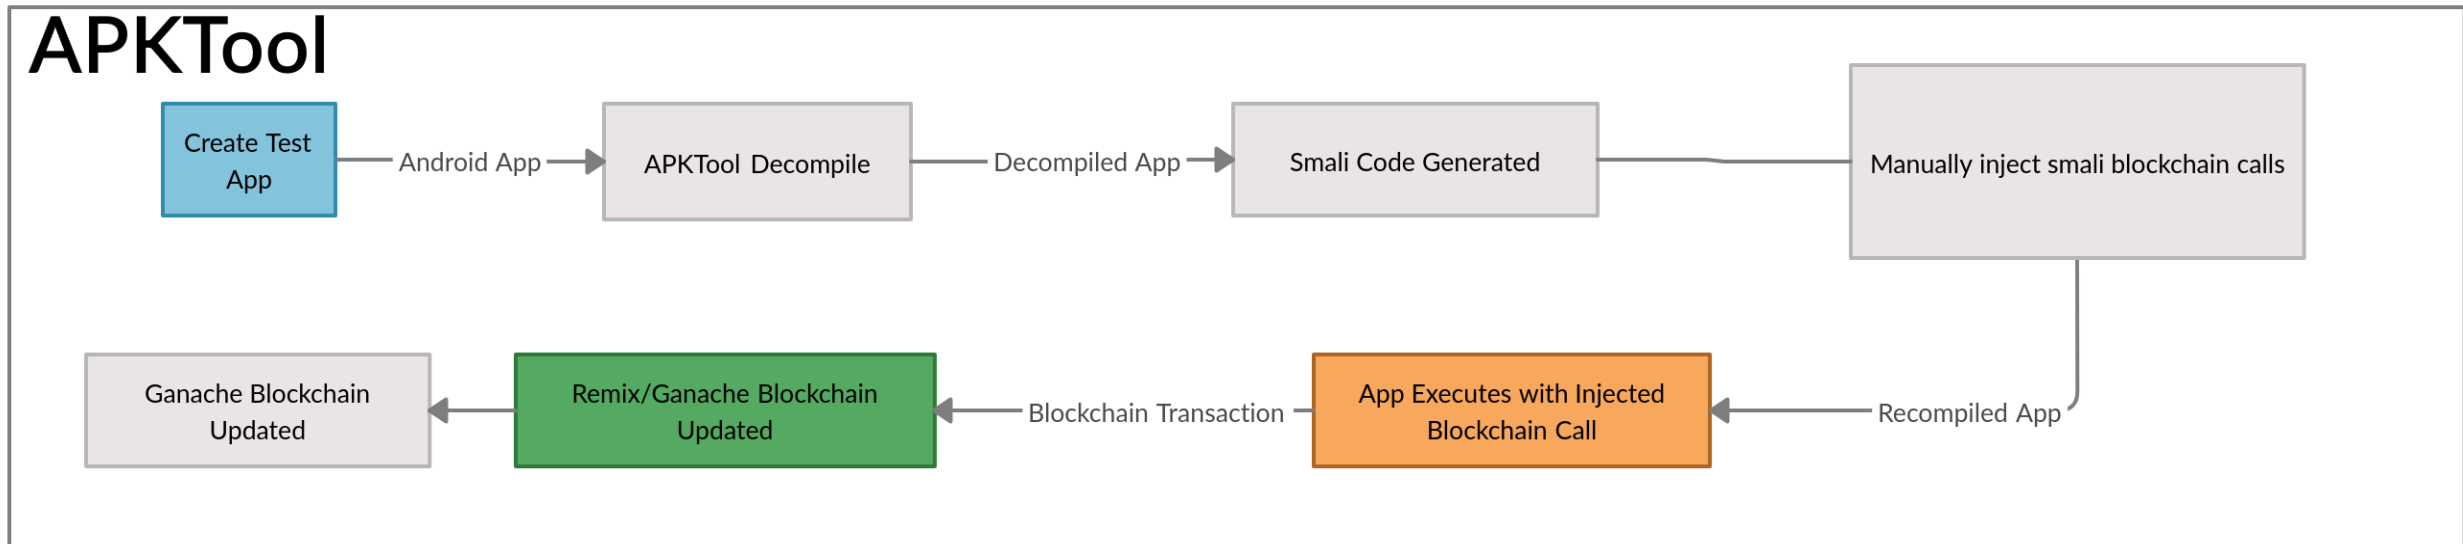 APKTool
Create Test
App
Android App
APKTool Decompile
Decompiled App
Smali Code Generated
Manually inject smali blockchain calls
Ganache Blockchain
Updated
Remix/Ganache Blockchain
Updated
Blockchain Transaction
App Executes with Injected
Blockchain Call
Recompiled App